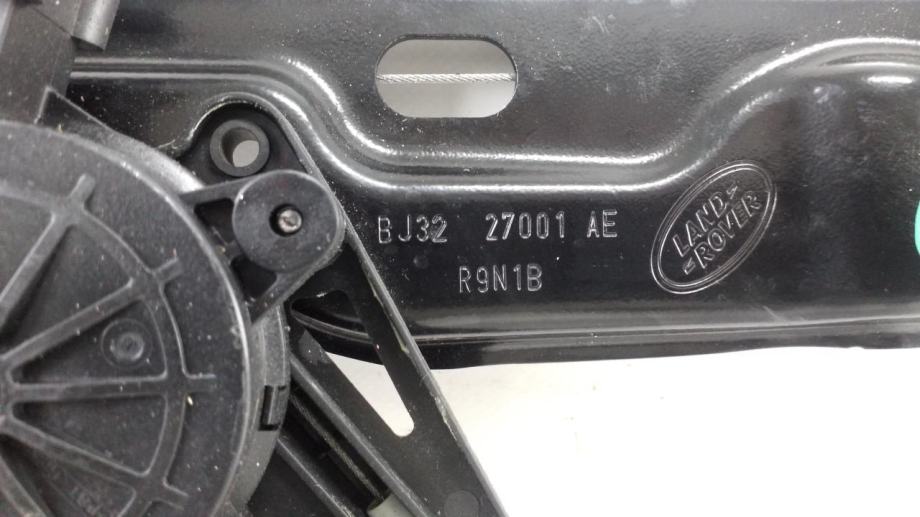 BJ32 27001 AE
R9N1B
LAND
ROVER